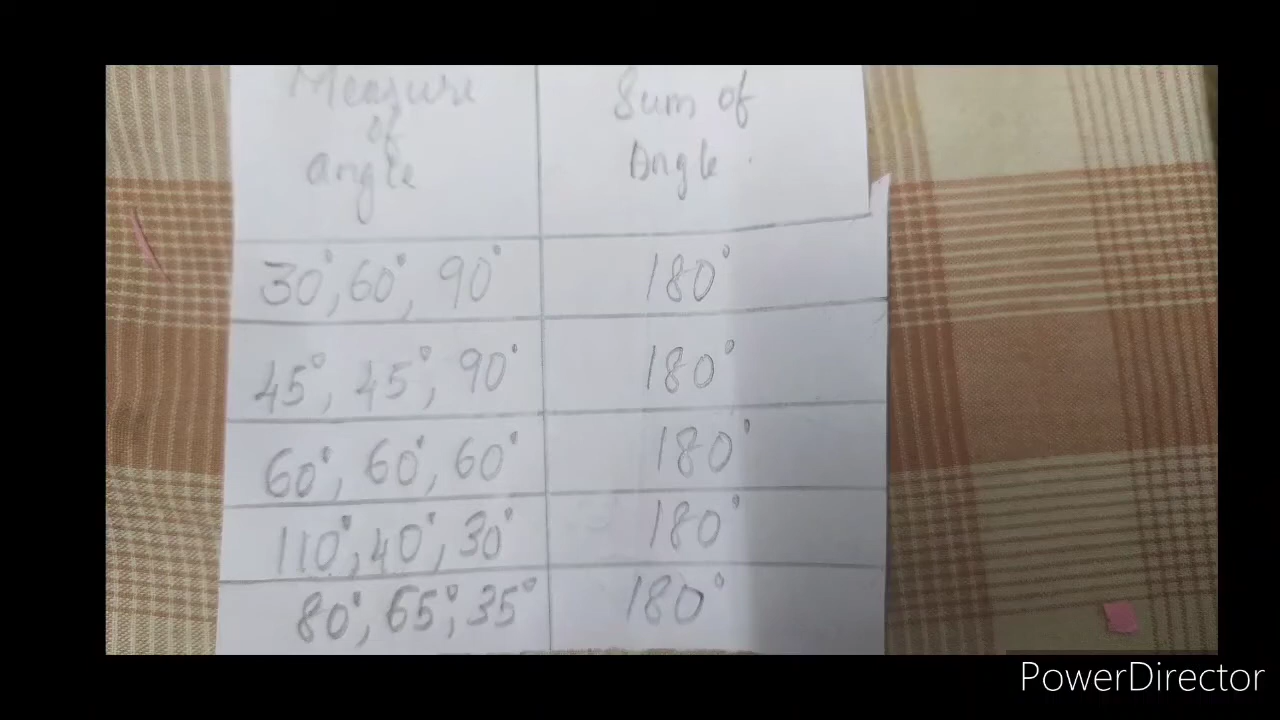 Measure
of
angle
Sum of
Angle.
30°, 60°, 90° 180°
45°, 45°, 90° 180°
60°, 60°, 60° 180°
110°, 40°, 30° 180°
80°, 65°, 35° 180°
PowerDirector